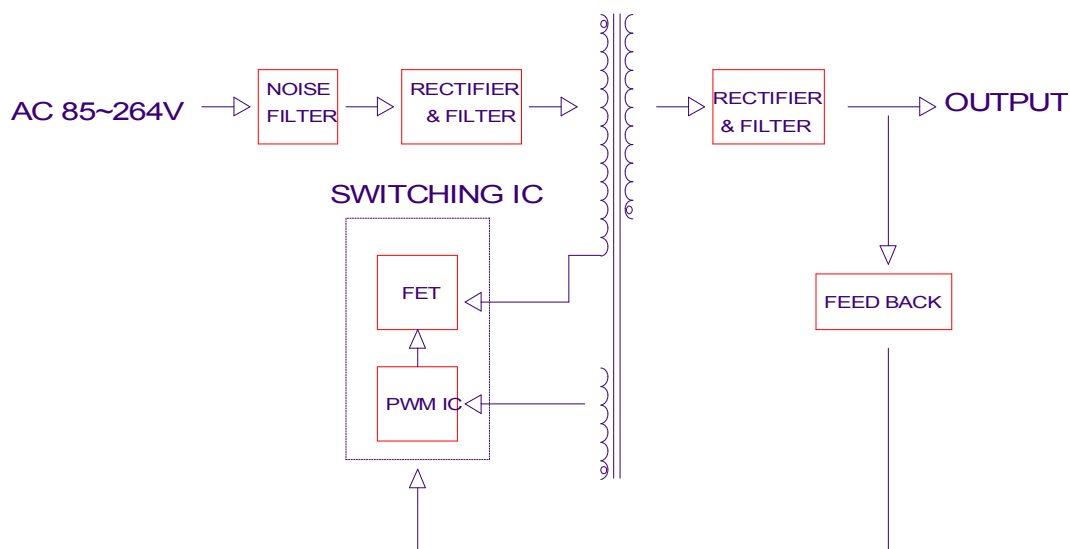 AC 85~264V
NOISE
FILTER
RECTIFIER
& FILTER
RECTIFIER
& FILTER
OUTPUT
SWITCHING IC
FET
FEED BACK
PWM IC